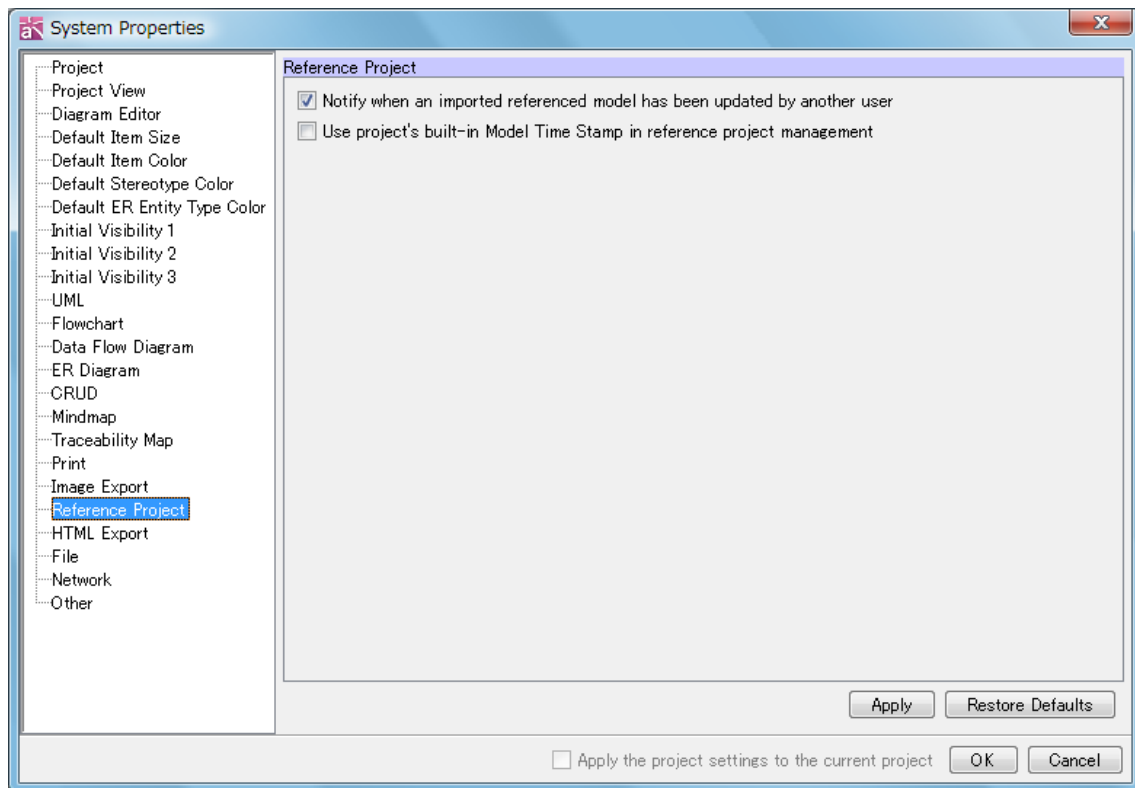 System Properties
Project
Project View
Diagram Editor
Default Item Size
Default Item Color
Default Stereotype Color
Default ER Entity Type Color
Initial Visibility 1
Initial Visibility 2
Initial Visibility 3
UML
Flowchart
Data Flow Diagram
ER Diagram
CRUD
Mindmap
Traceability Map
Print
Image Export
Reference Project
HTML Export
File
Network
Other
Reference Project
Notify when an imported referenced model has been updated by another user
Use project's built-in Model Time Stamp in reference project management
Apply Restore Defaults
Apply the project settings to the current project OK Cancel